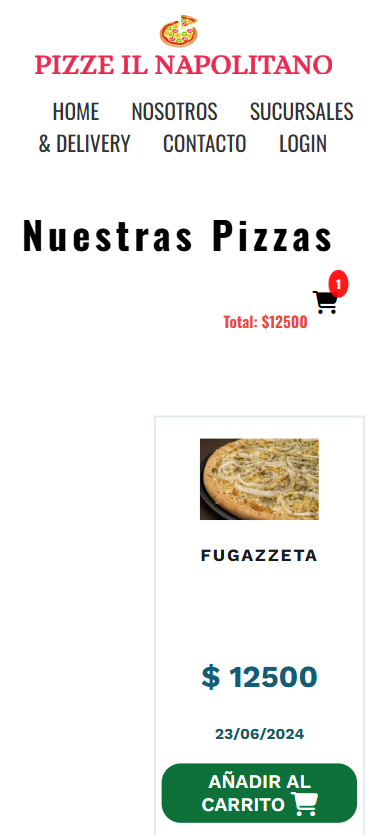 PIZZE IL NAPOLITANO
HOME NOSOTROS SUCURSALES
& DELIVERY CONTACTO LOGIN
Nuestras Pizzas
1
Total: $12500
FUGAZZETA
$ 12500
23/06/2024
AÑADIR AL
CARRITO